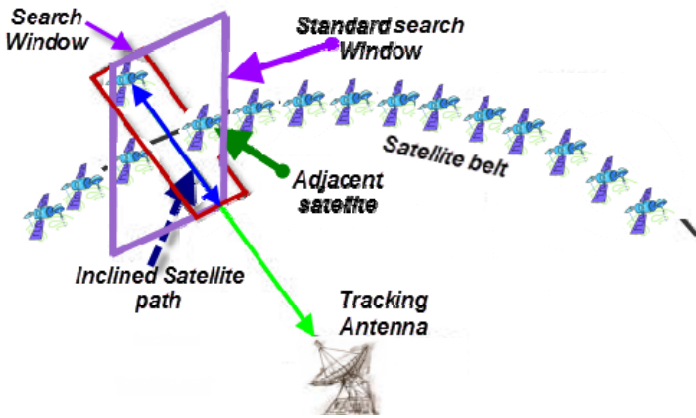 Search
Window
Standard search
Window
Satellite belt
Adjacent
satellite
Inclined Satellite
path
Tracking
Antenna